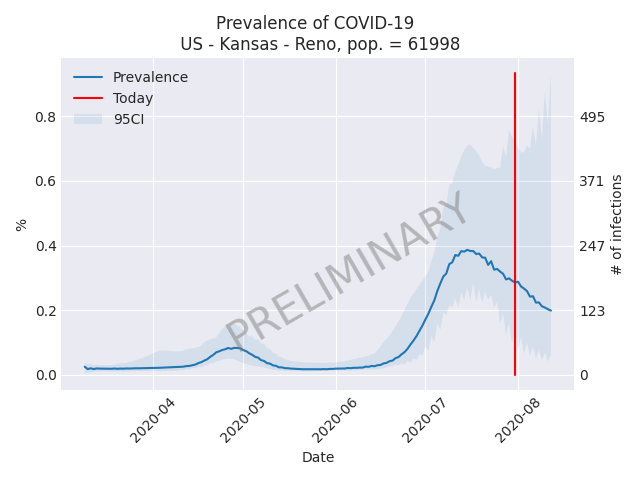 Prevalence of COVID-19
US - Kansas - Reno, pop. = 61998
Prevalence
Today
95CI
PRELIMINARY
%
0.8
0.6
0.4
0.2
0.0
495
371
247
123
0
# of infections
2020-04
2020-05
2020-06
2020-07
2020-08
Date